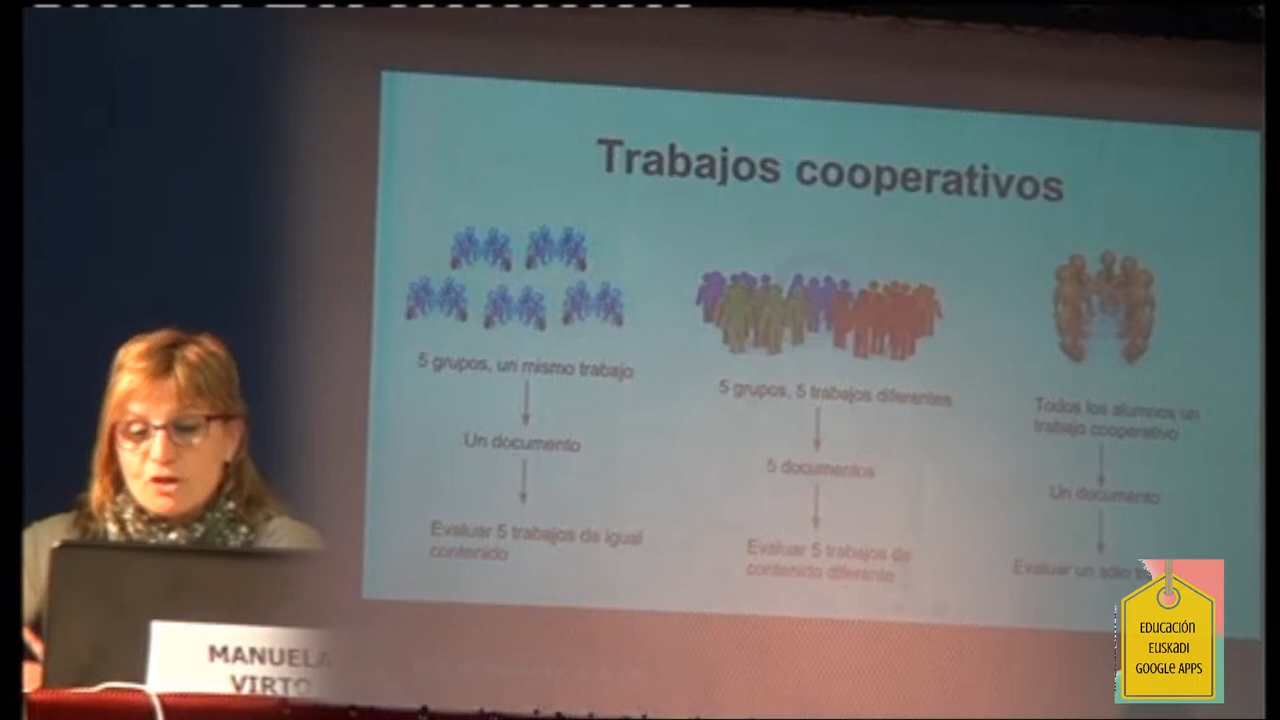 Trabajos cooperativos
5 grupos, un mismo trabajo
Un documento
Evaluar 5 trabajos de igual
contenido
5 grupos, 5 trabajos diferentes
5 documentos
Evaluar 5 trabajos de
contenido diferente
Todos los alumnos un
trabajo cooperativo
Un documento
Evaluar un sólo
MANUELA
VIRTO
EDUCACIÓN
EUSKADI
GOOGLE APPS